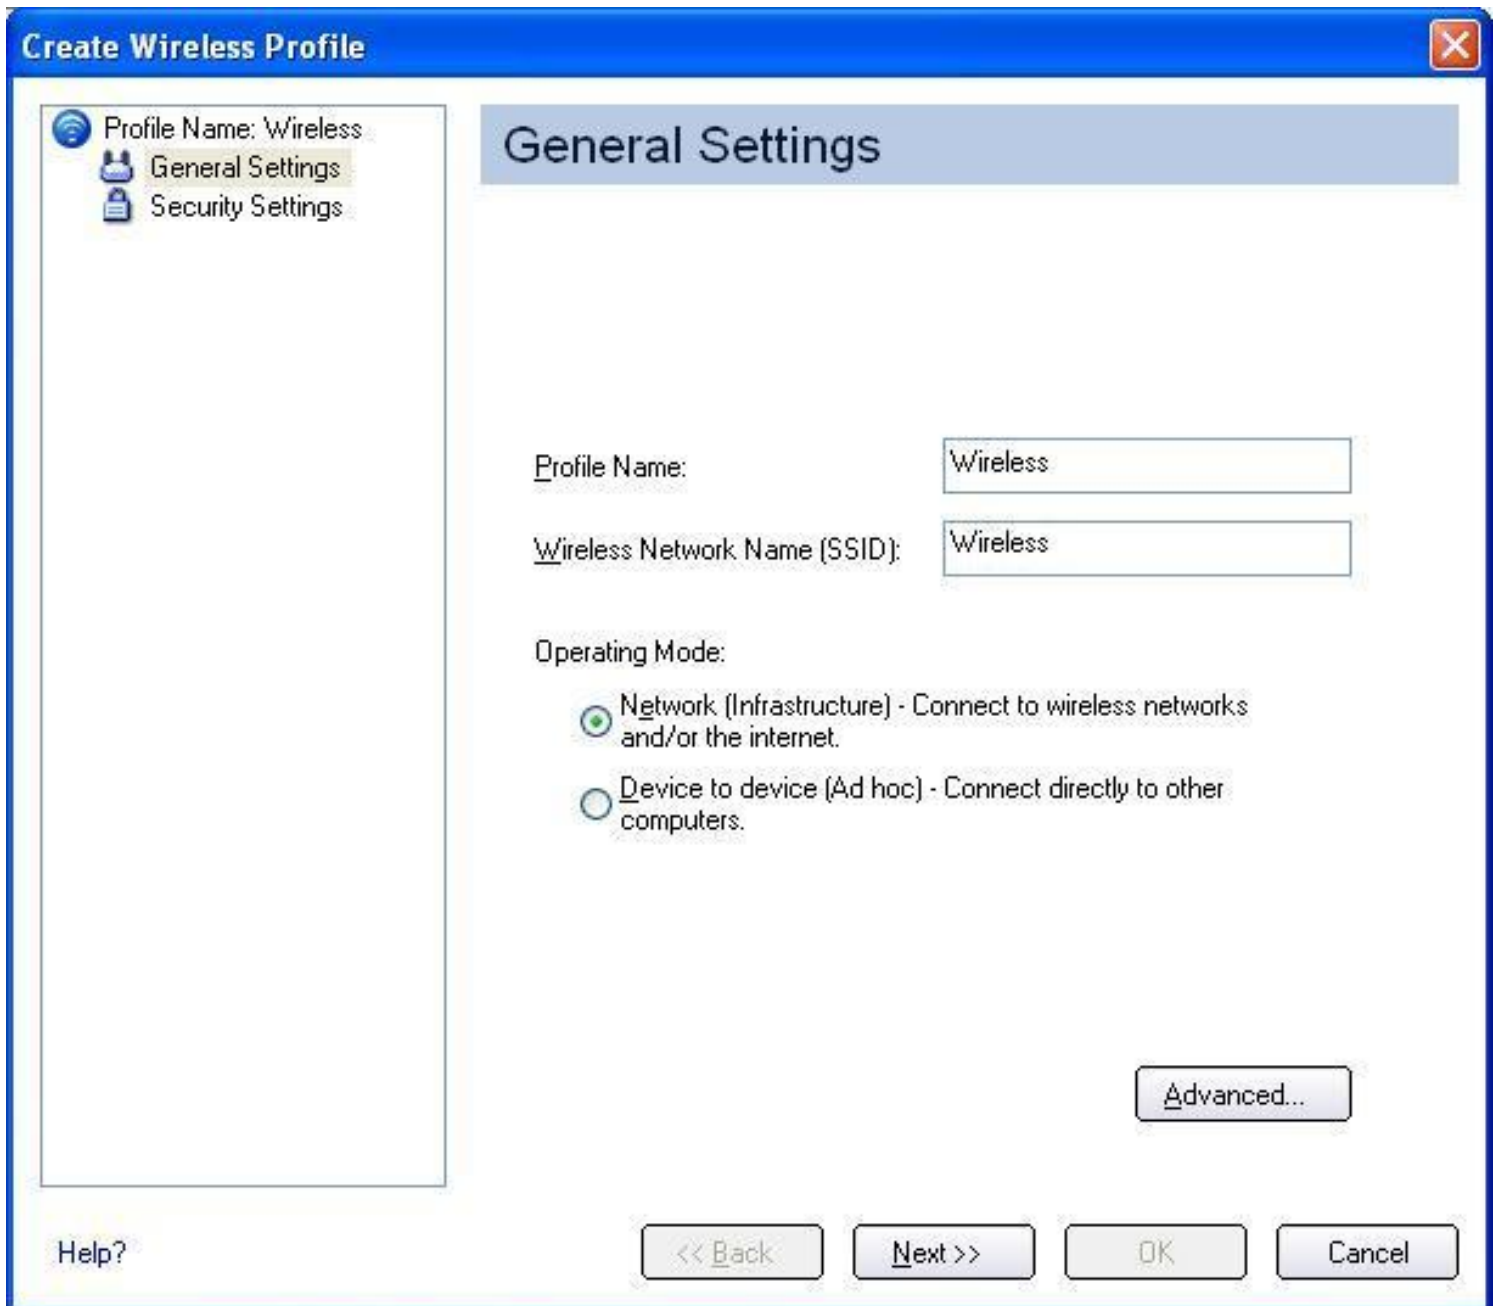 Create Wireless Profile
Profile Name: Wireless
General Settings
Security Settings
General Settings
Profile Name:
Wireless
Wireless Network Name (SSID):
Wireless
Operating Mode:
Network (Infrastructure) - Connect to wireless networks
and/or the internet.
Device to device (Ad hoc) - Connect directly to other
computers.
Advanced...
Help?
<< Back
Next >>
OK
Cancel